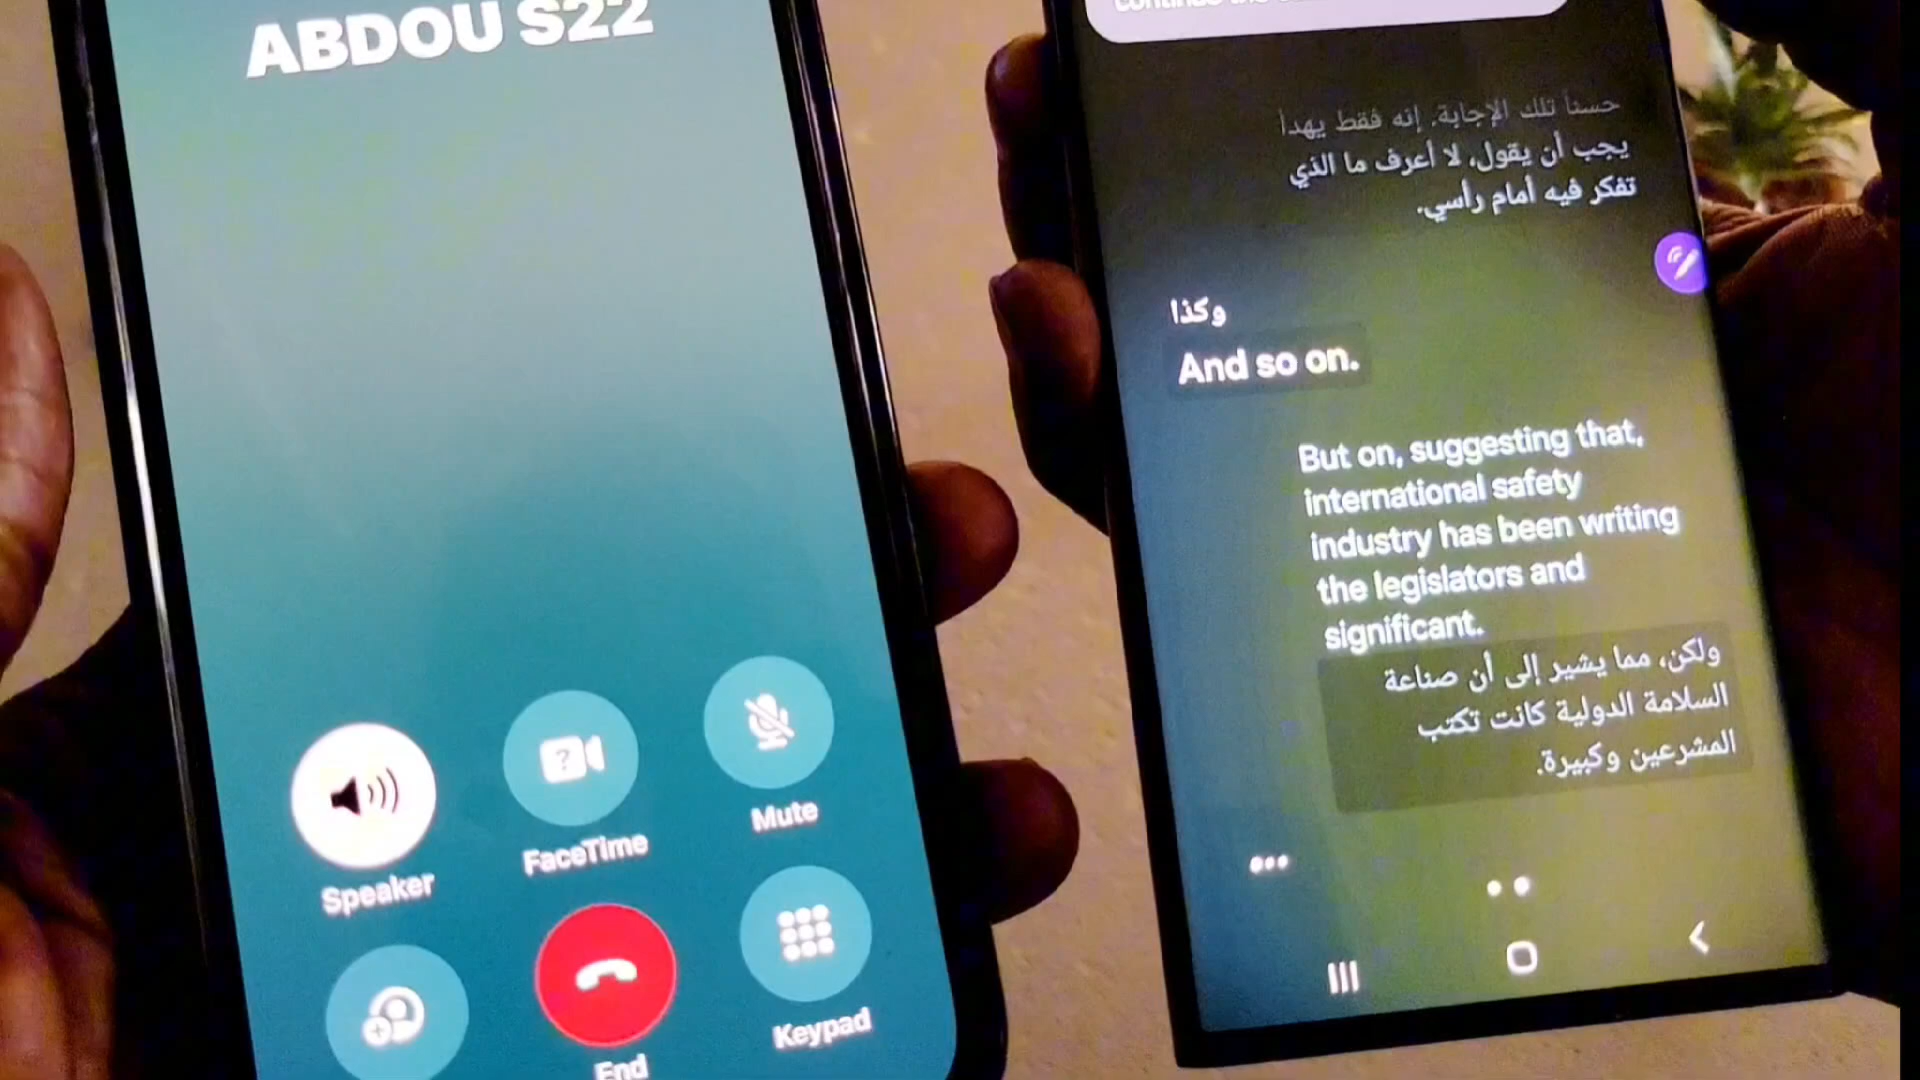 ABDOU S22
Speaker
FaceTime
Mute
End
Keypad
حسناً تلك الإجابة. إنه فقط يهدأ
يجب أن يقول، لا أعرف ما الذي
تفكر فيه أمام رأسي.
وكذا
And so on.
But on, suggesting that,
international safety
industry has been writing
the legislators and
significant.
ولكن، مما يشير إلى أن صناعة
السلامة الدولية كانت تكتب
المشرعين وكبيرة.